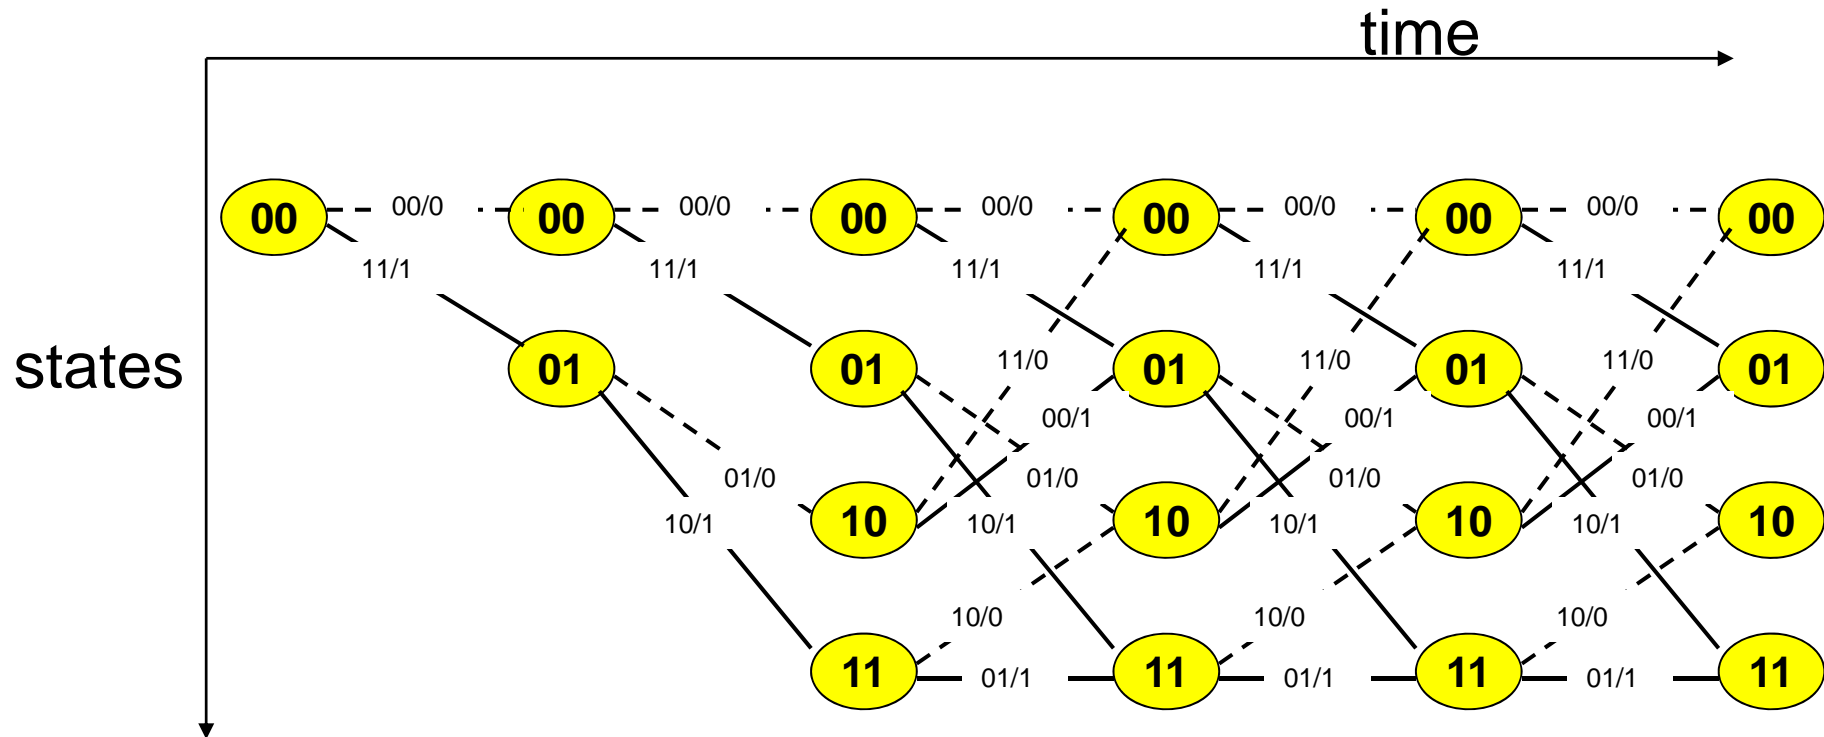 time
00/0 00/0 00/0 00/0 00/0
00 00 00 00 00 00
11/1 11/1 11/1 11/1 11/1
11/0 11/0 11/0
states
01 01 01 01 01
00/1 00/1 00/1
01/0 01/0 01/0 01/0
10 10 10 10
10/1 10/1 10/1 10/1
10/0 10/0 10/0
11 11 11 11
01/1 01/1 01/1